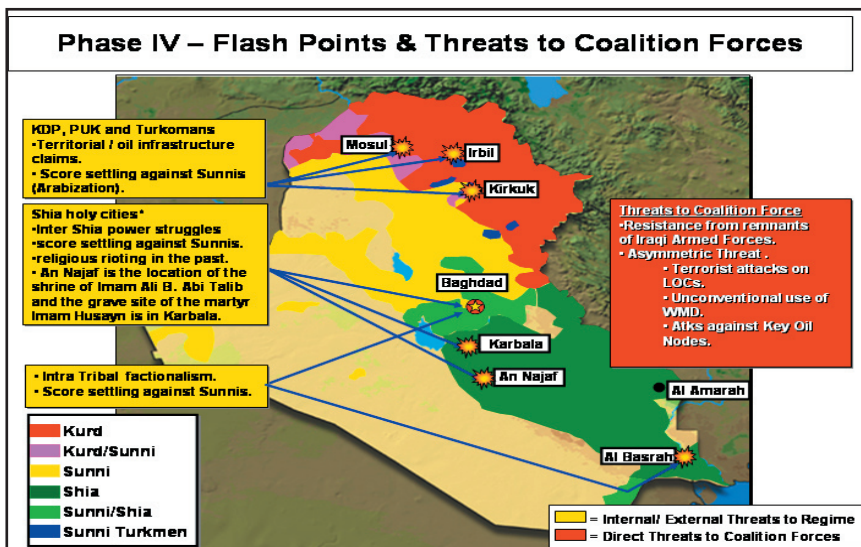 Phase IV – Flash Points & Threats to Coalition Forces
KDP, PUK and Turkomans
•Territorial / oil infrastructure
claims.
• Score settling against Sunnis
(Arabization).
Shia holy cities*
•Inter Shia power struggles
•score settling against Sunnis.
•religious rioting in the past.
• An Najaf is the location of the
shrine of Imam Ali B. Abi Talib
and the grave site of the martyr
Imam Husayn is in Karbala.
• Intra Tribal factionalism.
• Score settling against Sunnis.
Mosul
Irbil
Kirkuk
Baghdad
Karbala
An Najaf
Al Amarah
Al Basrah
Threats to Coalition Force
•Resistance from remnants
of Iraqi Armed Forces.
• Asymmetric Threat .
• Terrorist attacks on
LOCs.
• Unconventional use of
WMD.
• Atks against Key Oil
Nodes.
Kurd
Kurd/Sunni
Sunni
Shia
Sunni/Shia
Sunni Turkmen
= Internal/ External Threats to Regime
= Direct Threats to Coalition Forces